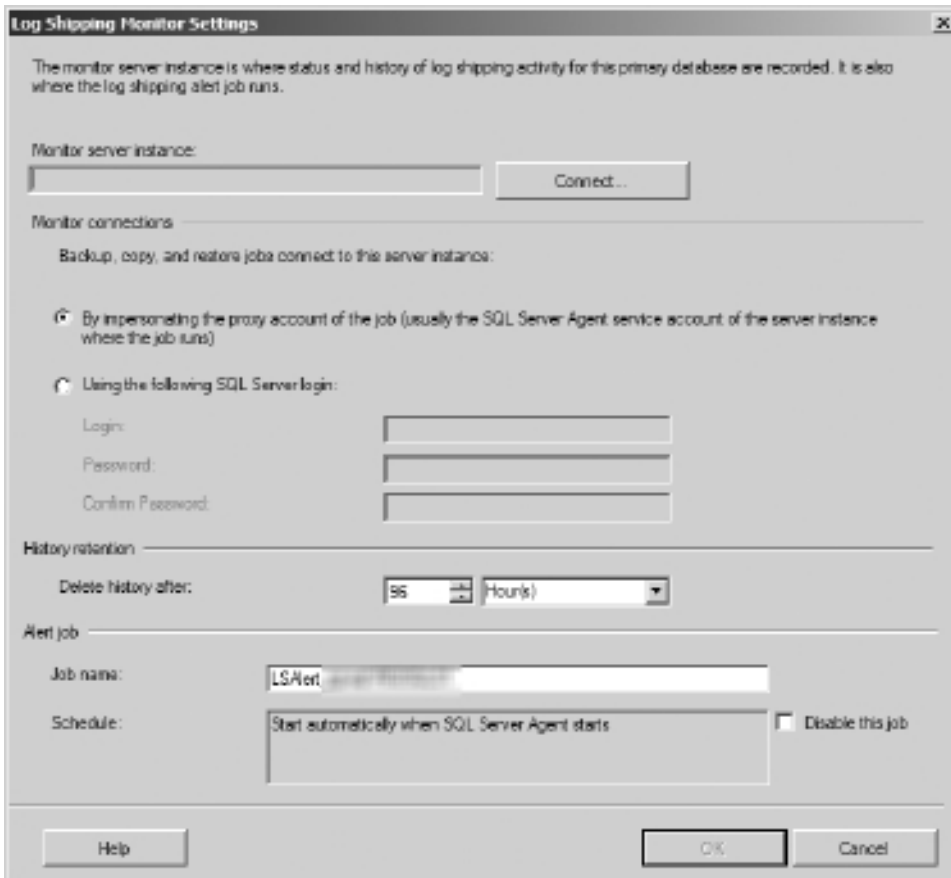 Log Shipping Monitor Settings
The monitor server instance is where status and history of log shipping activity for this primary database are recorded. It is also
where the log shipping alert job runs.
Monitor server instance:
Connect...
Monitor connections
Backup, copy, and restore jobs connect to this server instance:
By impersonating the proxy account of the job (usually the SQL Server Agent service account of the server instance
where the job runs)
Using the following SQL Server login:
Login:
Password:
Confirm Password:
History retention
Delete history after:
96
Hour(s)
Alert job
Job name:
LSAlert
Schedule:
Start automatically when SQL Server Agent starts
Disable this job
Help
OK
Cancel